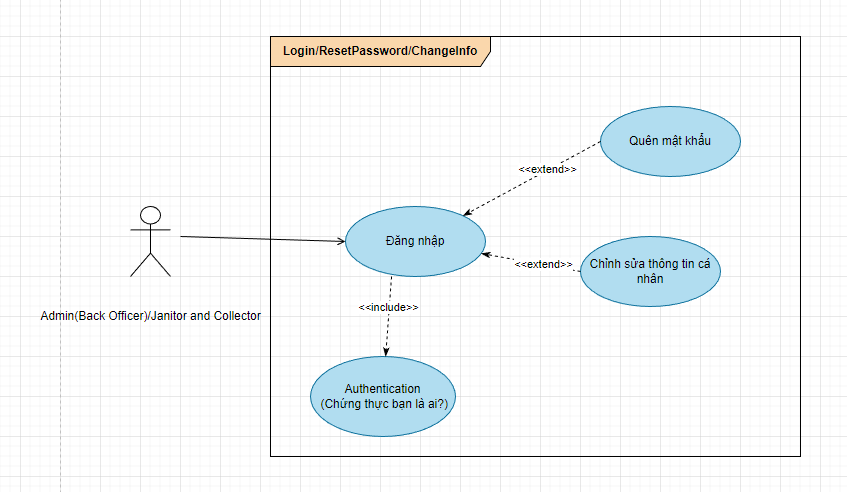 Login/ResetPassword/ChangeInfo
Quên mật khẩu
<<extend>>
Đăng nhập
<<extend>>
Chỉnh sửa thông tin cá
nhân
<<include>>
Admin(Back Officer)/Janitor and Collector
Authentication
(Chứng thực bạn là ai?)